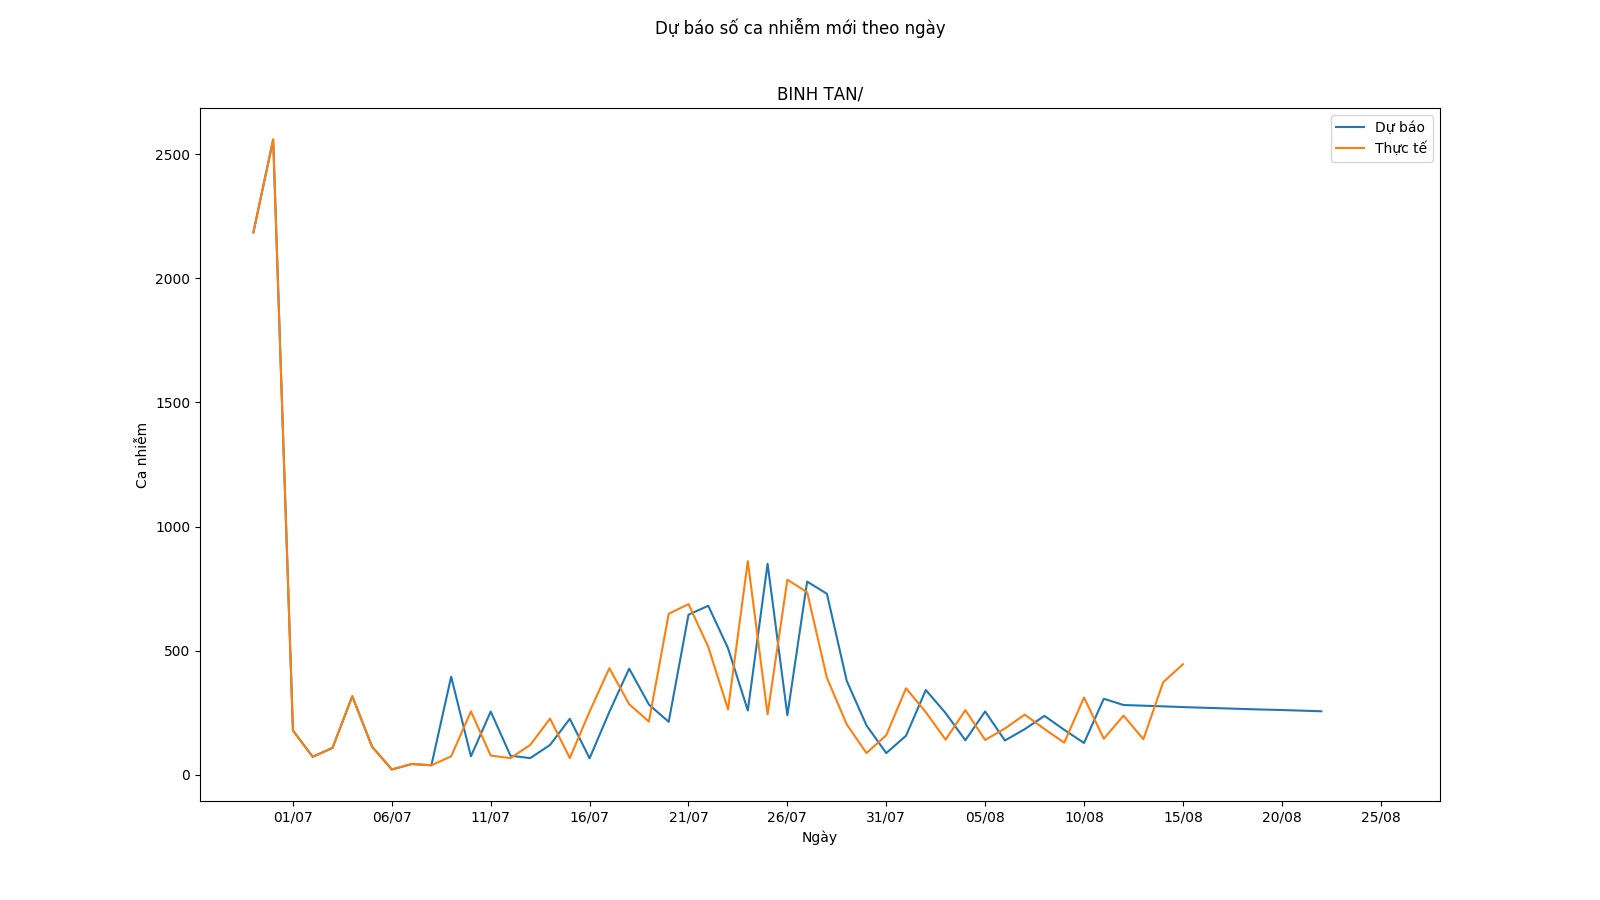 Dự báo số ca nhiễm mới theo ngày
BINH TAN/
Dự báo
Thực tế
2500
2000
1500
1000
500
0
Ca nhiễm
01/07 06/07 11/07 16/07 21/07 26/07 31/07 05/08 10/08 15/08 20/08 25/08
Ngày